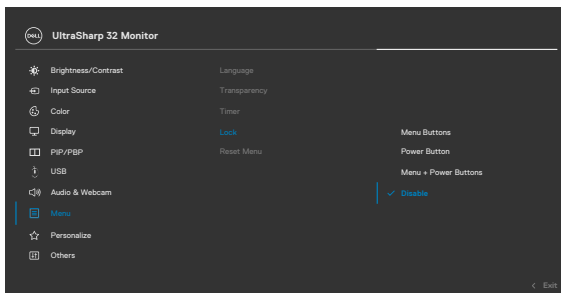 DELL UltraSharp 32 Monitor
Brightness/Contrast
Input Source
Color
Display
PIP/PBP
USB
Audio & Webcam
Menu
Personalize
Others
Language
Transparency
Timer
Lock
Reset Menu
Menu Buttons
Power Button
Menu + Power Buttons
Disable
Exit